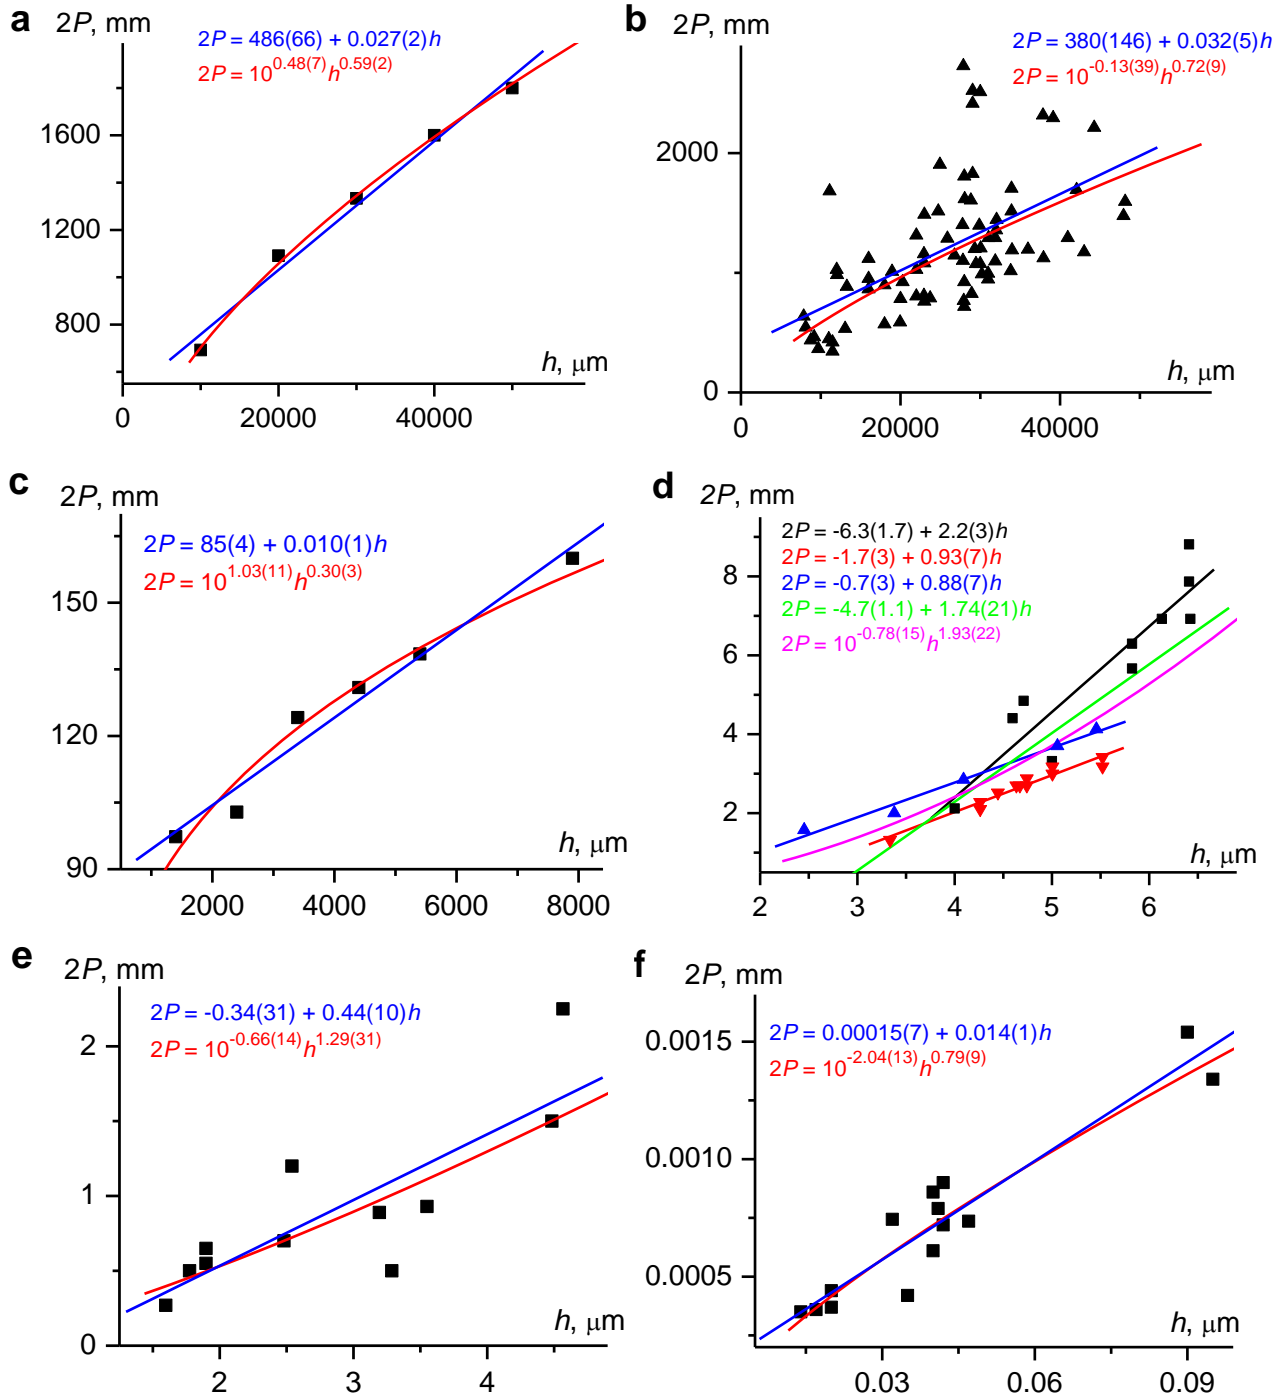 a
2P, mm
2P = 486(66) + 0.027(2)h
2P = 10^0.48(7) h^0.59(2)
1600
1200
800
h, μm
0 20000 40000
b
2P, mm
2P = 380(146) + 0.032(5)h
2P = 10^-0.13(39) h^0.72(9)
2000
0
h, μm
0 20000 40000
c
2P, mm
2P = 85(4) + 0.010(1)h
2P = 10^1.03(11) h^0.30(3)
150
120
90
h, μm
2000 4000 6000 8000
d
2P, mm
2P = -6.3(1.7) + 2.2(3)h
2P = -1.7(3) + 0.93(7)h
2P = -0.7(3) + 0.88(7)h
2P = -4.7(1.1) + 1.74(21)h
2P = 10^-0.78(15) h^1.93(22)
8
6
4
2
h, μm
2 3 4 5 6
e
2P, mm
2P = -0.34(31) + 0.44(10)h
2P = 10^-0.66(14) h^1.29(31)
2
1
0
h, μm
2 3 4
f
2P, mm
2P = 0.00015(7) + 0.014(1)h
2P = 10^-2.04(13) h^0.79(9)
0.0015
0.0010
0.0005
h, μm
0.03 0.06 0.09